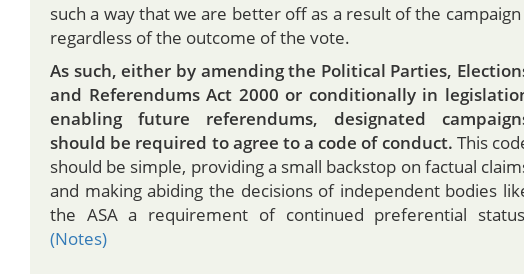 such a way that we are better off as a result of the campaign
regardless of the outcome of the vote.
As such, either by amending the Political Parties, Elections
and Referendums Act 2000 or conditionally in legislation
enabling future referendums, designated campaigns
should be required to agree to a code of conduct. This code
should be simple, providing a small backstop on factual claims
and making abiding the decisions of independent bodies like
the ASA a requirement of continued preferential status.
(Notes)